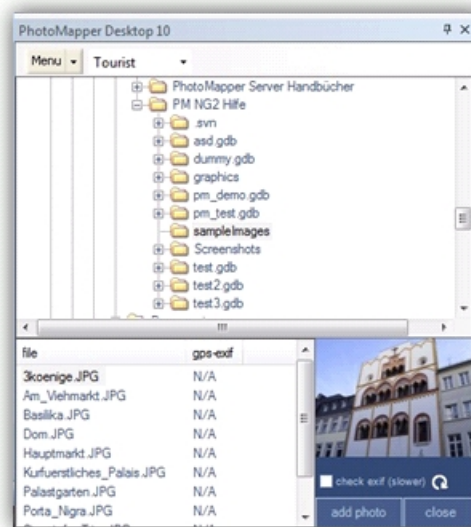 PhotoMapper Desktop 10
Menu Tourist
PhotoMapper Server Handbücher
PM NG2 Hilfe
.svn
asd.gdb
dummy.gdb
graphics
pm_demo.gdb
pm_test.gdb
sampleImages
Screenshots
test.gdb
test2.gdb
test3.gdb
file gps-exif
3koenige.JPG N/A
Am_Viehmarkt.JPG N/A
Basilika.JPG N/A
Dom.JPG N/A
Hauptmarkt.JPG N/A
Kurfuerstliches_Palais.JPG N/A
Palastgarten.JPG N/A
Porta_Nigra.JPG N/A
check exif (slower)
add photo close